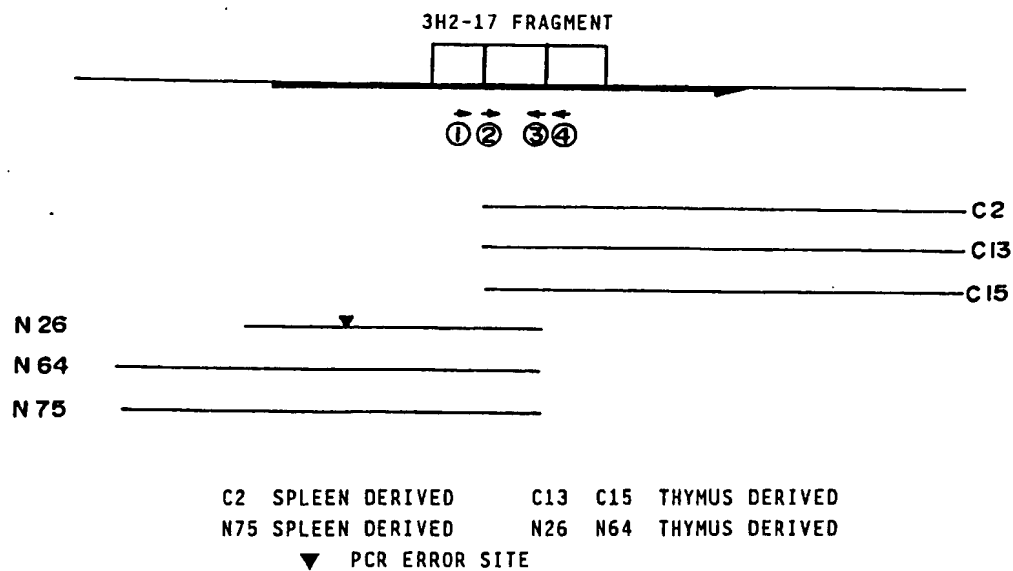 3H2-17 FRAGMENT
① ② ③ ④
C2
C13
C15
N 26
N 64
N 75
C2 SPLEEN DERIVED C13 C15 THYMUS DERIVED
N75 SPLEEN DERIVED N26 N64 THYMUS DERIVED
▼ PCR ERROR SITE